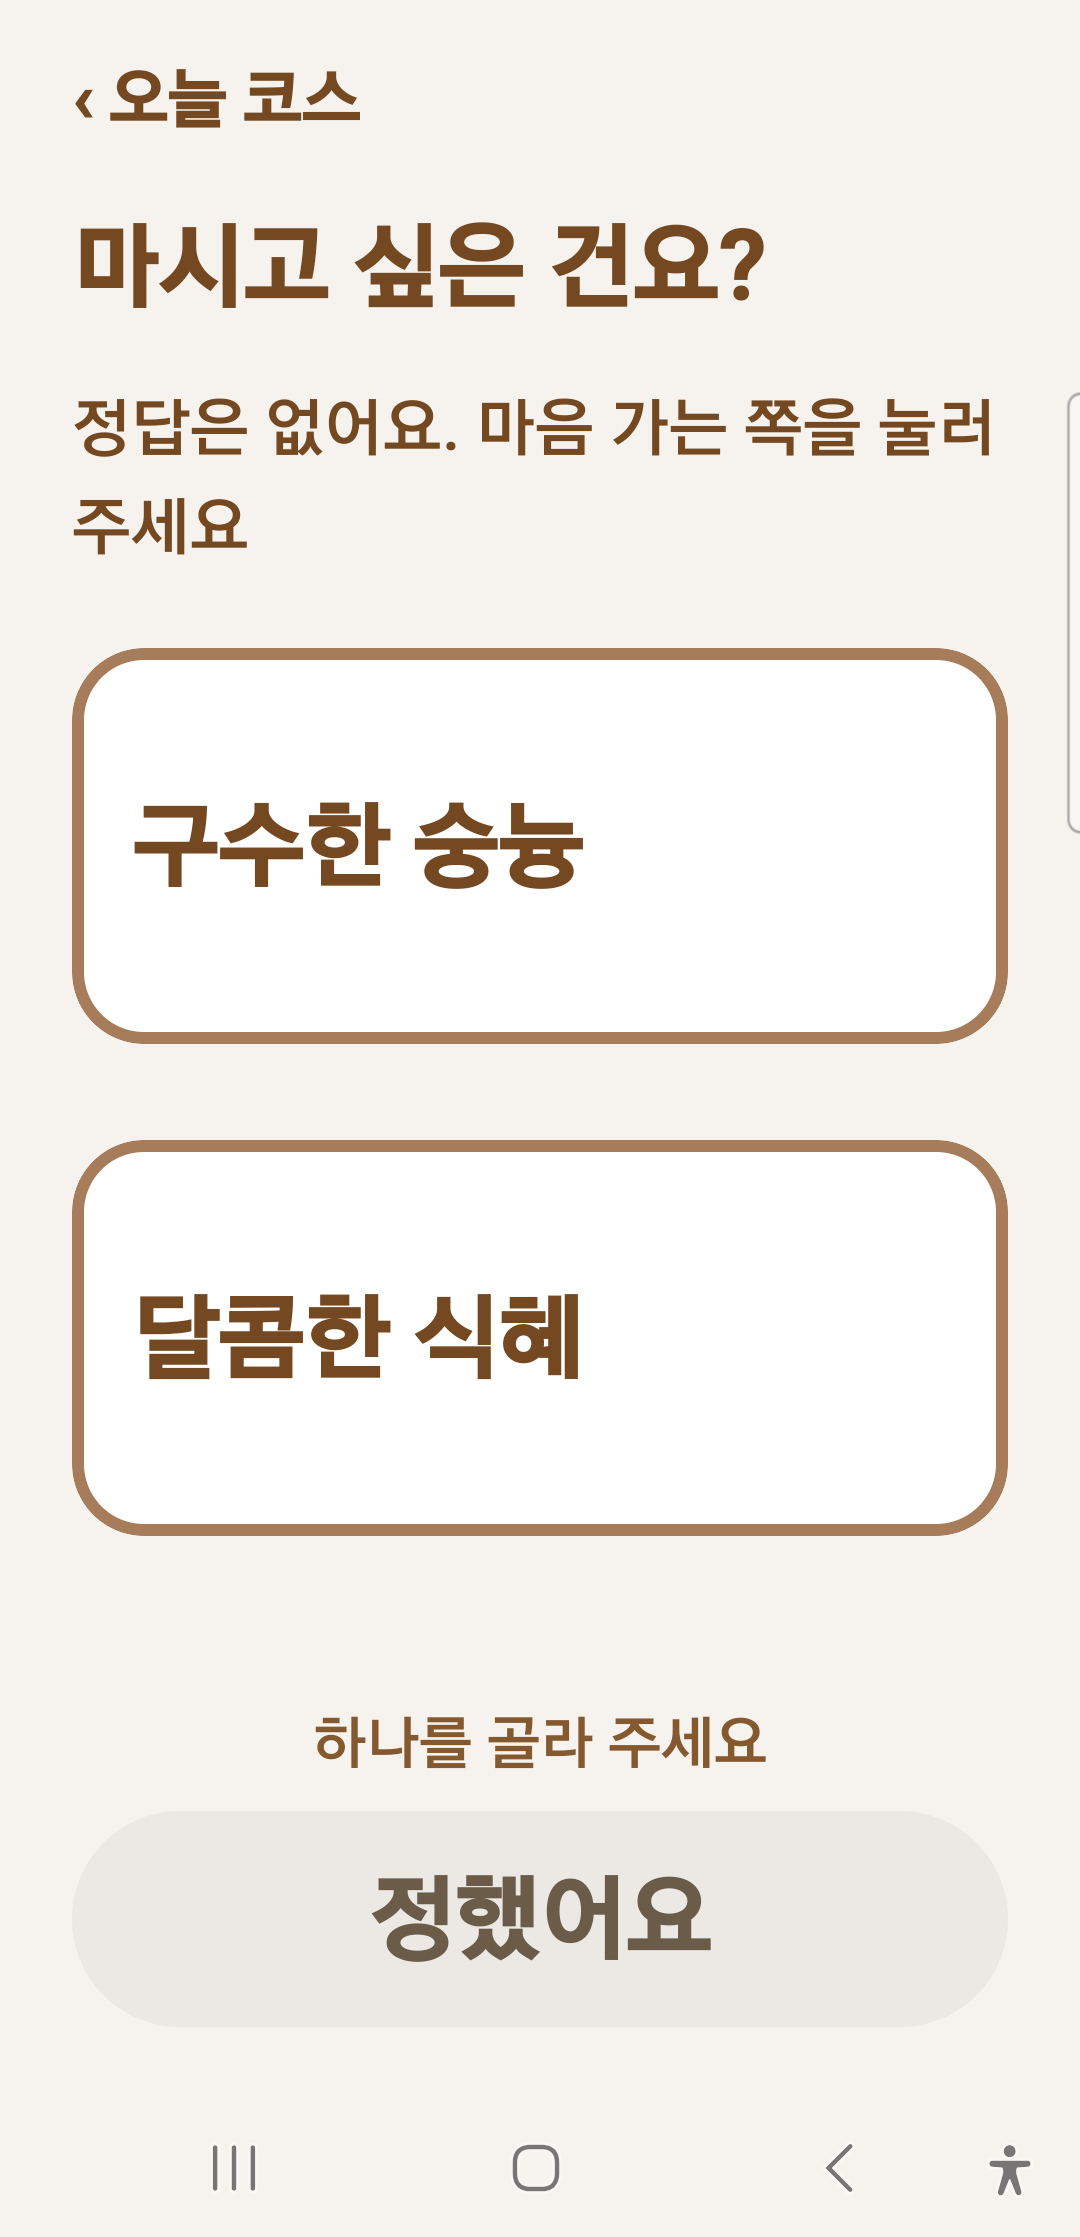 ‹ 오늘 코스
마시고 싶은 건요?
정답은 없어요. 마음 가는 쪽을 눌러
주세요
구수한 숭늉
달콤한 식혜
하나를 골라 주세요
정했어요